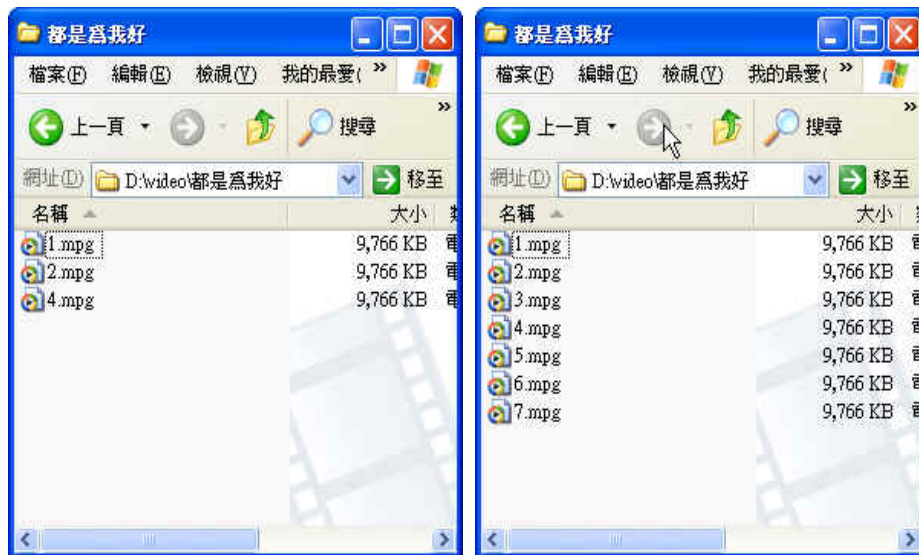 都是爲我好
檔案(F) 編輯(E) 檢視(V) 我的最愛( »
上一頁 搜尋 »
網址(D) D:\video\都是爲我好 移至
名稱 大小
1.mpg 9,766 KB
2.mpg 9,766 KB
4.mpg 9,766 KB
都是爲我好
檔案(F) 編輯(E) 檢視(V) 我的最愛( »
上一頁 搜尋 »
網址(D) D:\video\都是爲我好 移至
名稱 大小
1.mpg 9,766 KB
2.mpg 9,766 KB
3.mpg 9,766 KB
4.mpg 9,766 KB
5.mpg 9,766 KB
6.mpg 9,766 KB
7.mpg 9,766 KB